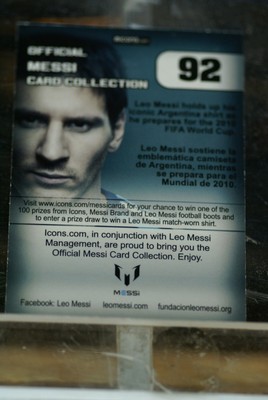 OFFICIAL
MESSI
CARD COLLECTION
92
Leo Messi holds up his
iconic Argentina shirt as
he prepares for the 2010
FIFA World Cup.
Leo Messi sostiene la
emblemática camiseta
de Argentina, mientras
se prepara para el
Mundial de 2010.
Visit www.icons.com/messicards for your chance to win one of the
100 prizes from Icons, Messi Brand and Leo Messi football boots and
to enter a prize draw to win a Leo Messi match-worn shirt.
Icons.com, in conjunction with Leo Messi
Management, are proud to bring you the
Official Messi Card Collection. Enjoy.
MESSI
Facebook: Leo Messi leomessi.com fundacionleomessi.org